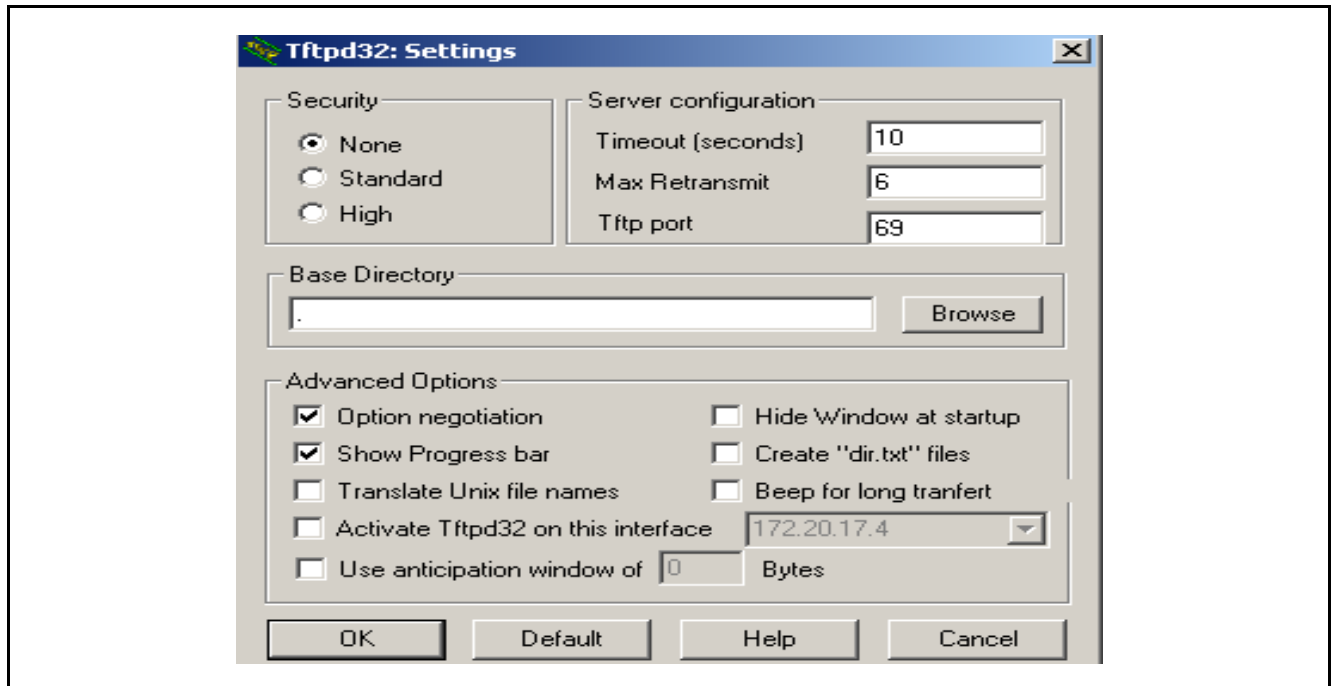 Tftpd32: Settings
Security
None
Standard
High
Server configuration
Timeout (seconds) 10
Max Retransmit 6
Tftp port 69
Base Directory
. Browse
Advanced Options
Option negotiation Hide Window at startup
Show Progress bar Create "dir.txt" files
Translate Unix file names Beep for long tranfert
Activate Tftpd32 on this interface 172.20.17.4
Use anticipation window of 0 Bytes
OK Default Help Cancel